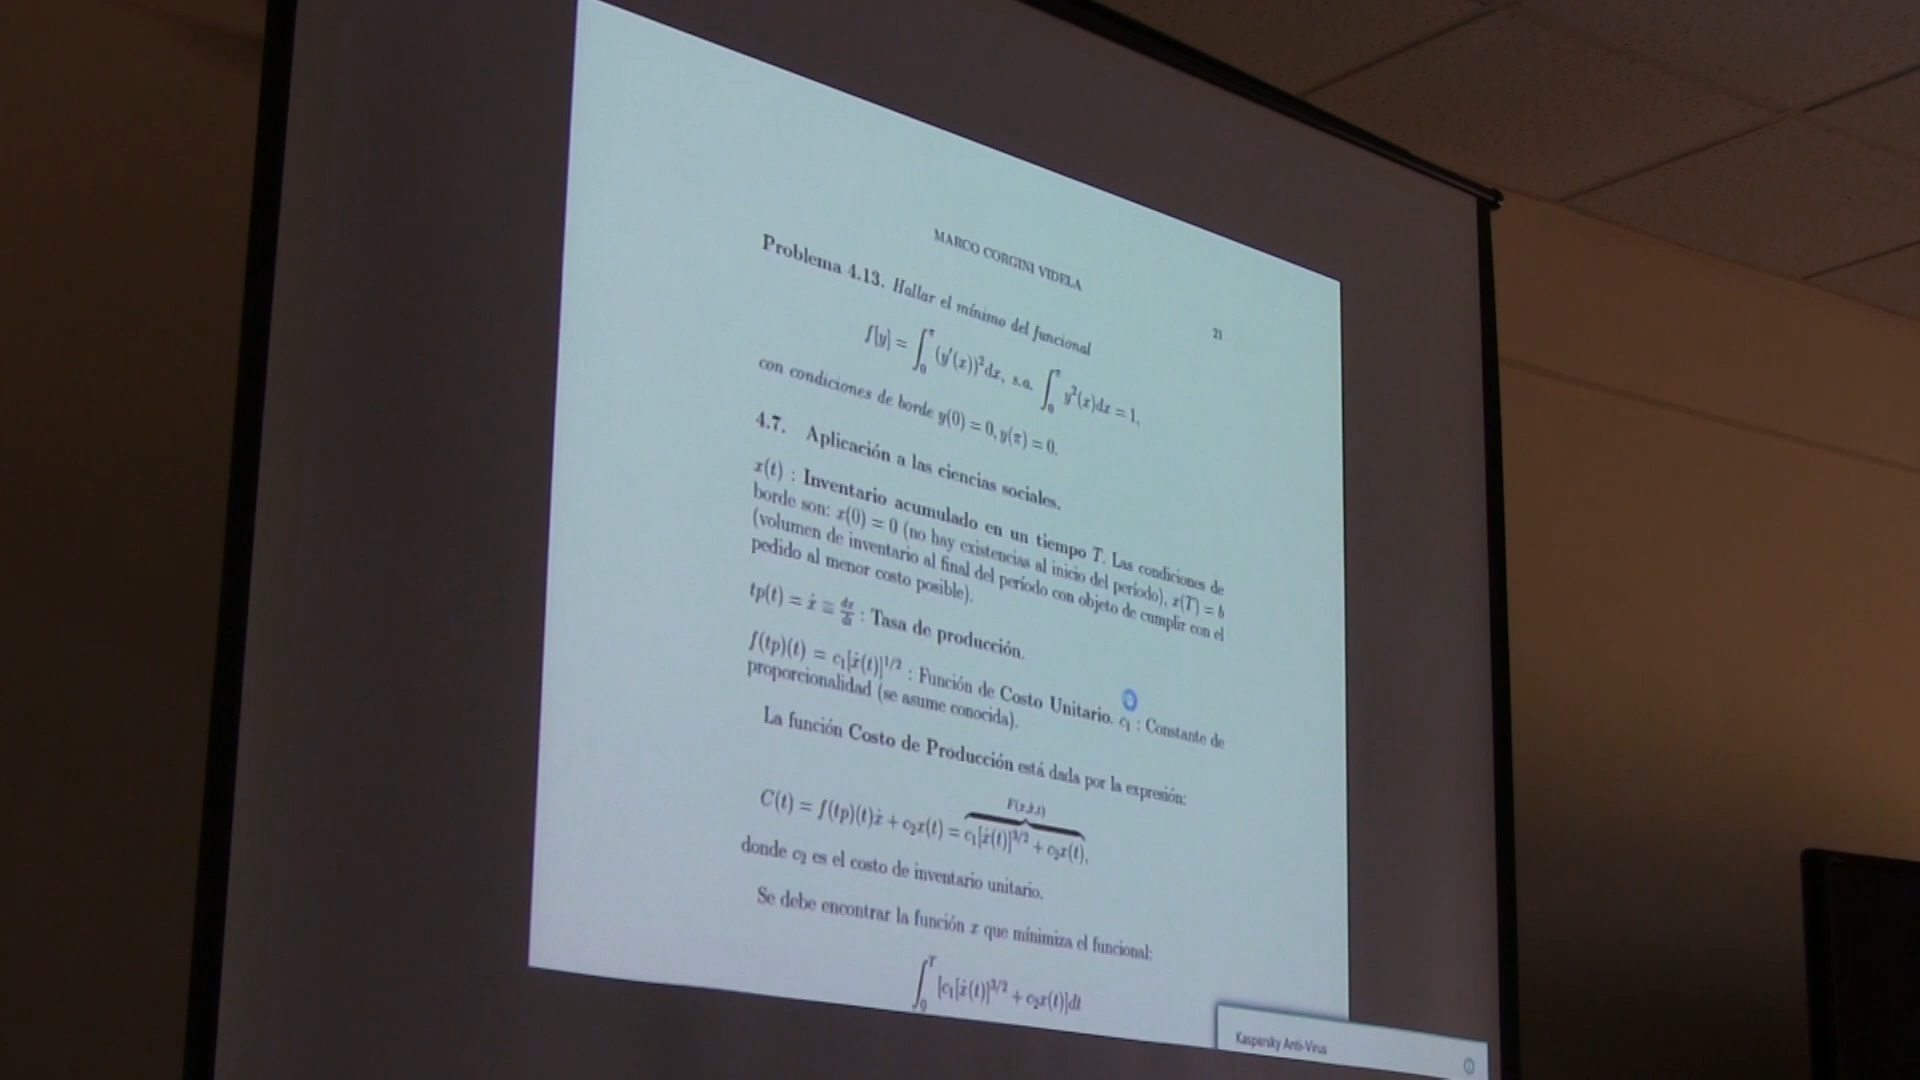 MARCO CORGINI VIDELA
21
Problema 4.13. Hallar el mínimo del funcional
f[y] = ∫₀^π (y′(x))²dx, s.a. ∫₀^π y²(x)dx = 1,
con condiciones de borde y(0) = 0, y(π) = 0.
4.7. Aplicación a las ciencias sociales.
x(t) : Inventario acumulado en un tiempo T. Las condiciones de
borde son: x(0) = 0 (no hay existencias al inicio del período), x(T) = b
(volumen de inventario al final del período con objeto de cumplir con el
pedido al menor costo posible).
tp(t) = ẋ ≅ dx/dt : Tasa de producción.
f(tp)(t) = c₁[ẋ(t)]^1/2 : Función de Costo Unitario. c₁ : Constante de
proporcionalidad (se asume conocida).
La función Costo de Producción está dada por la expresión:
F(x,ẋ,t)
C(t) = f(tp)(t)ẋ + c₂x(t) = c₁[ẋ(t)]^3/2 + c₂x(t),
donde c₂ es el costo de inventario unitario.
Se debe encontrar la función x que minimiza el funcional:
∫₀^T [c₁[ẋ(t)]^3/2 + c₂x(t)]dt
Kaspersky Anti-Virus